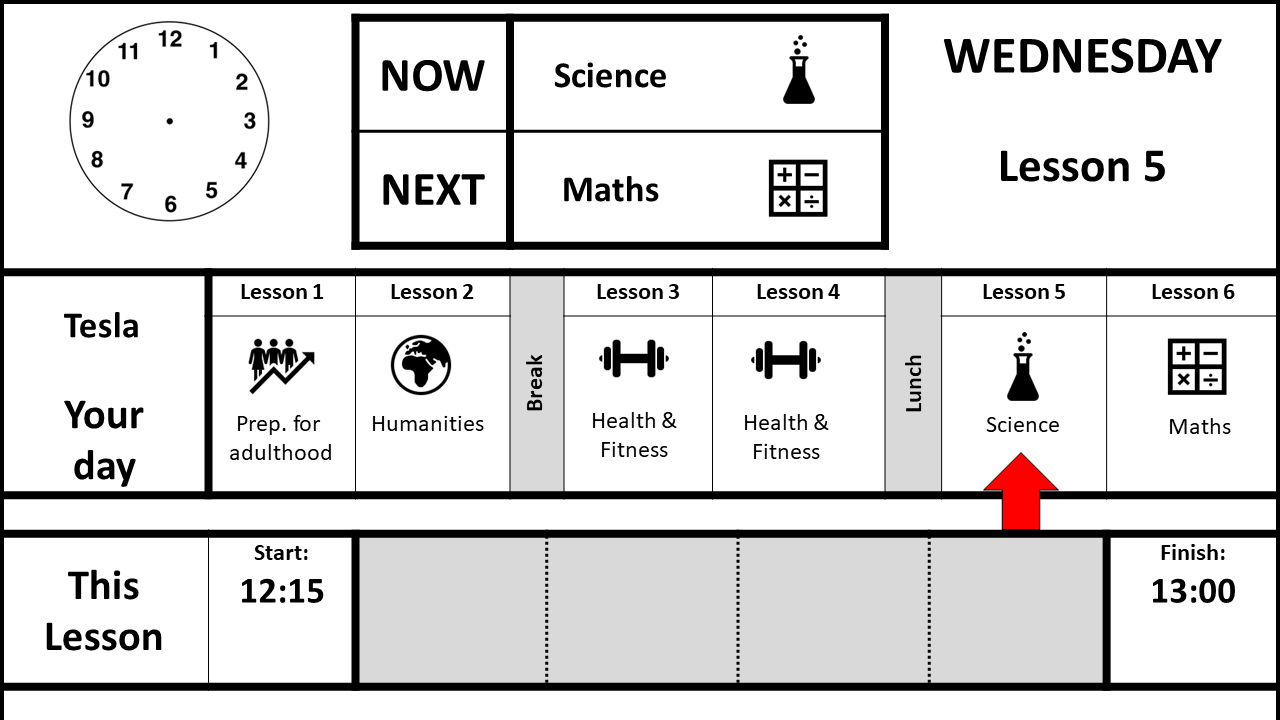 12
11
1
10
2
9
3
8
4
7
5
6
NOW
Science
NEXT
Maths
WEDNESDAY
Lesson 5
Tesla
Your
day
Lesson 1
Prep. for
adulthood
Lesson 2
Humanities
Break
Lesson 3
Health &
Fitness
Lesson 4
Health &
Fitness
Lunch
Lesson 5
Science
Lesson 6
Maths
This
Lesson
Start:
12:15
Finish:
13:00